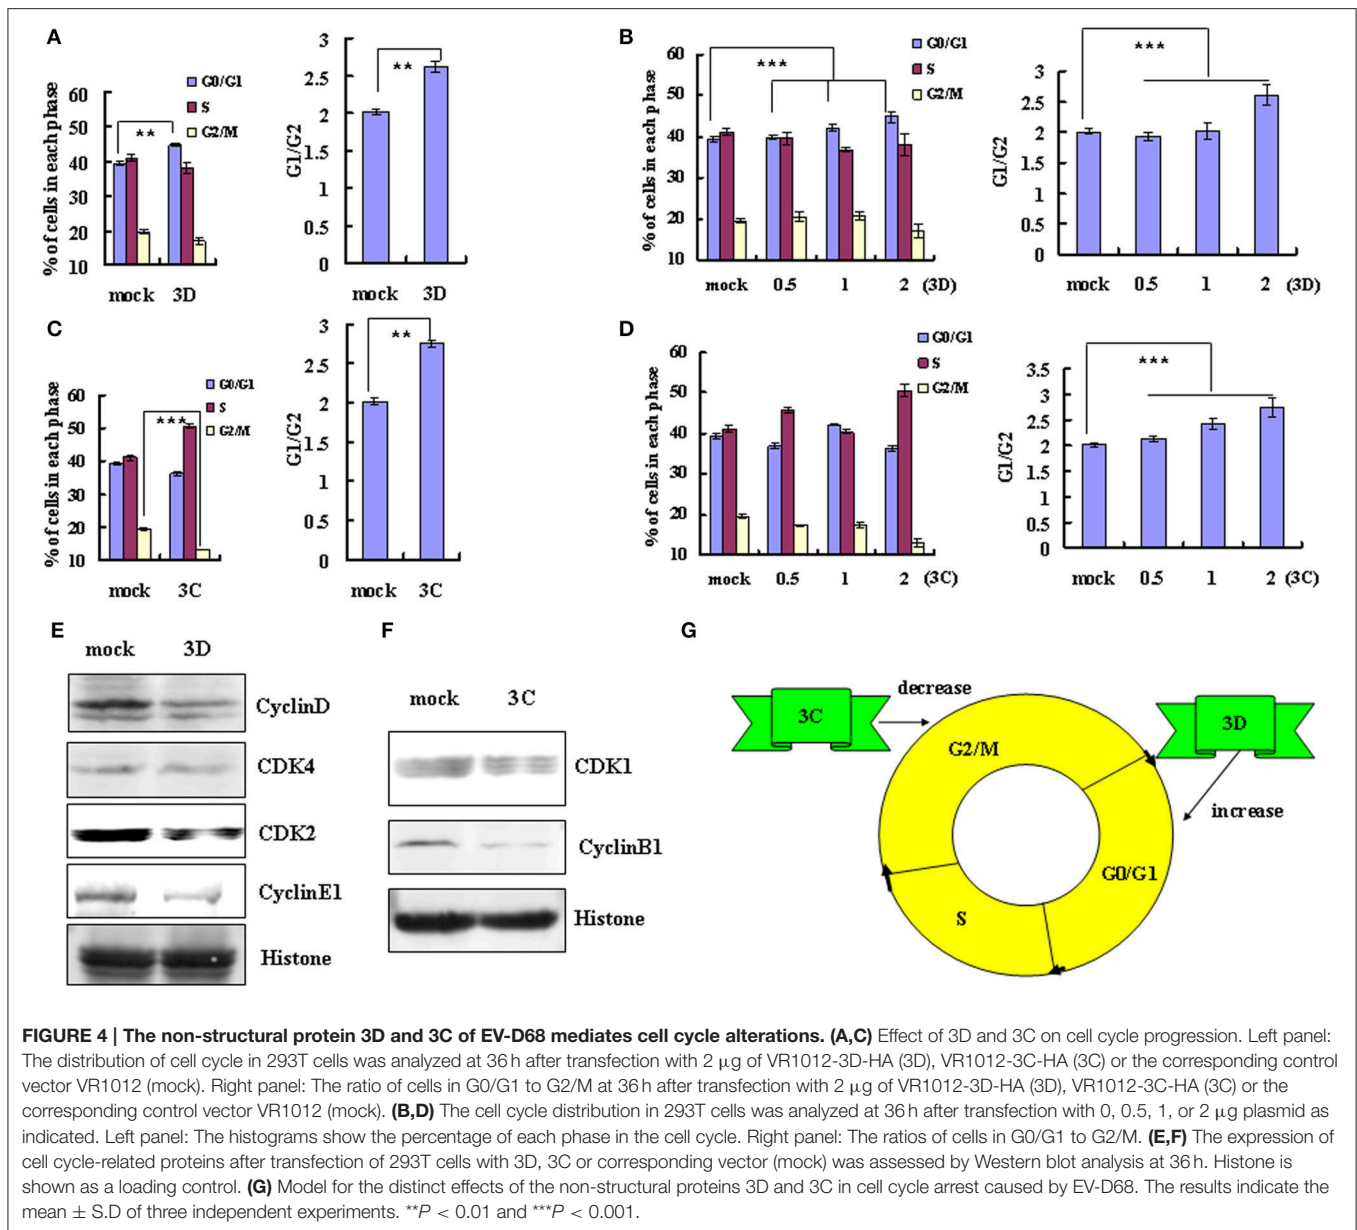 A
% of cells in each phase
60
50
40
30
20
10
**
G0/G1
S
G2/M
mock 3D
G1/G2
3
2.5
2
1.5
1
0.5
0
**
mock 3D
B
% of cells in each phase
60
50
40
30
20
10
***
G0/G1
S
G2/M
mock 0.5 1 2 (3D)
G1/G2
3
2.5
2
1.5
1
0.5
0
***
mock 0.5 1 2 (3D)
C
% of cells in each phase
60
50
40
30
20
10
***
G0/G1
S
G2/M
mock 3C
G1/G2
3
2.5
2
1.5
1
0.5
0
**
mock 3C
D
% of cells in each phase
60
50
40
30
20
10
G0/G1
S
G2/M
mock 0.5 1 2 (3C)
G1/G2
3.5
3
2.5
2
1.5
1
0.5
0
***
mock 0.5 1 2 (3C)
E
mock 3D
CyclinD
CDK4
CDK2
CyclinE1
Histone
F
mock 3C
CDK1
CyclinB1
Histone
G
3C
decrease
G2/M
3D
increase
G0/G1
S
FIGURE 4 | The non-structural protein 3D and 3C of EV-D68 mediates cell cycle alterations. (A,C) Effect of 3D and 3C on cell cycle progression. Left panel:
The distribution of cell cycle in 293T cells was analyzed at 36 h after transfection with 2 μg of VR1012-3D-HA (3D), VR1012-3C-HA (3C) or the corresponding control
vector VR1012 (mock). Right panel: The ratio of cells in G0/G1 to G2/M at 36 h after transfection with 2 μg of VR1012-3D-HA (3D), VR1012-3C-HA (3C) or the
corresponding control vector VR1012 (mock). (B,D) The cell cycle distribution in 293T cells was analyzed at 36 h after transfection with 0, 0.5, 1, or 2 μg plasmid as
indicated. Left panel: The histograms show the percentage of each phase in the cell cycle. Right panel: The ratios of cells in G0/G1 to G2/M. (E,F) The expression of
cell cycle-related proteins after transfection of 293T cells with 3D, 3C or corresponding vector (mock) was assessed by Western blot analysis at 36 h. Histone is
shown as a loading control. (G) Model for the distinct effects of the non-structural proteins 3D and 3C in cell cycle arrest caused by EV-D68. The results indicate the
mean ± S.D of three independent experiments. **P < 0.01 and ***P < 0.001.